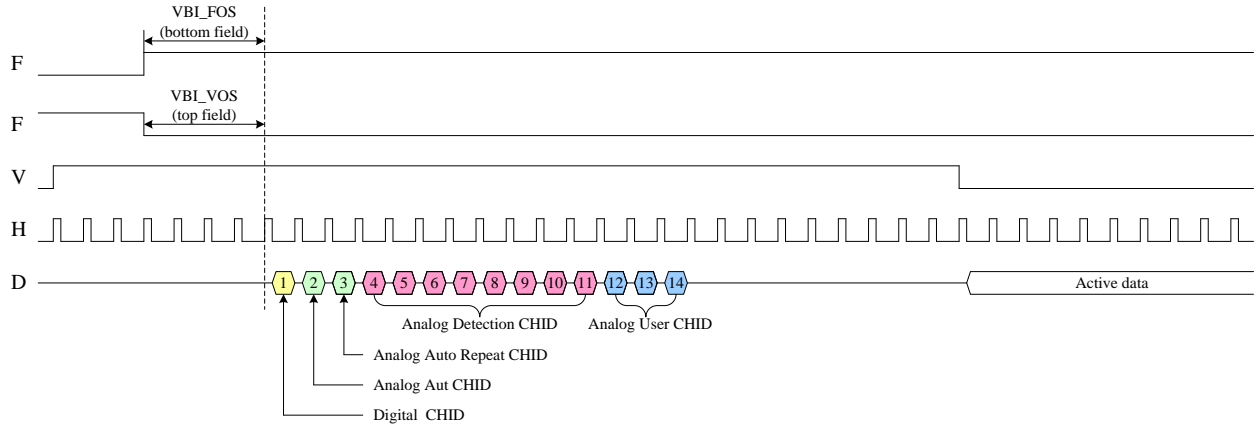 VBI_FOS
(bottom field)
F
VBI_VOS
(top field)
F
V
H
D
1 2 3 4 5 6 7 8 9 10 11 12 13 14
Active data
Analog Detection CHID
Analog User CHID
Analog Auto Repeat CHID
Analog Aut CHID
Digital CHID